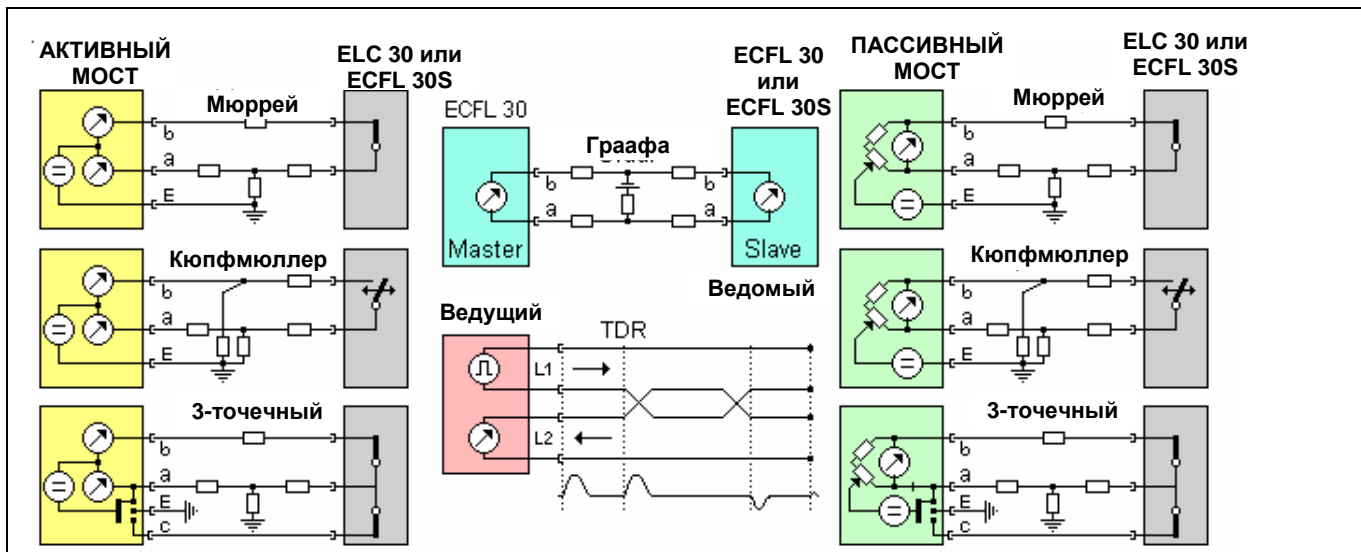 АКТИВНЫЙ
МОСТ
ELC 30 или
ECFL 30S
Мюррей
b
a
E
Кюпфмюллер
b
a
E
3-точечный
b
a
E
c
ECFL 30
ECFL 30
или
ECFL 30S
Граафа
b
b
a
a
Master
Slave
Ведомый
Ведущий
TDR
L1
L2
ПАССИВНЫЙ
МОСТ
ELC 30 или
ECFL 30S
Мюррей
b
a
E
Кюпфмюллер
b
a
E
3-точечный
b
a
E
c